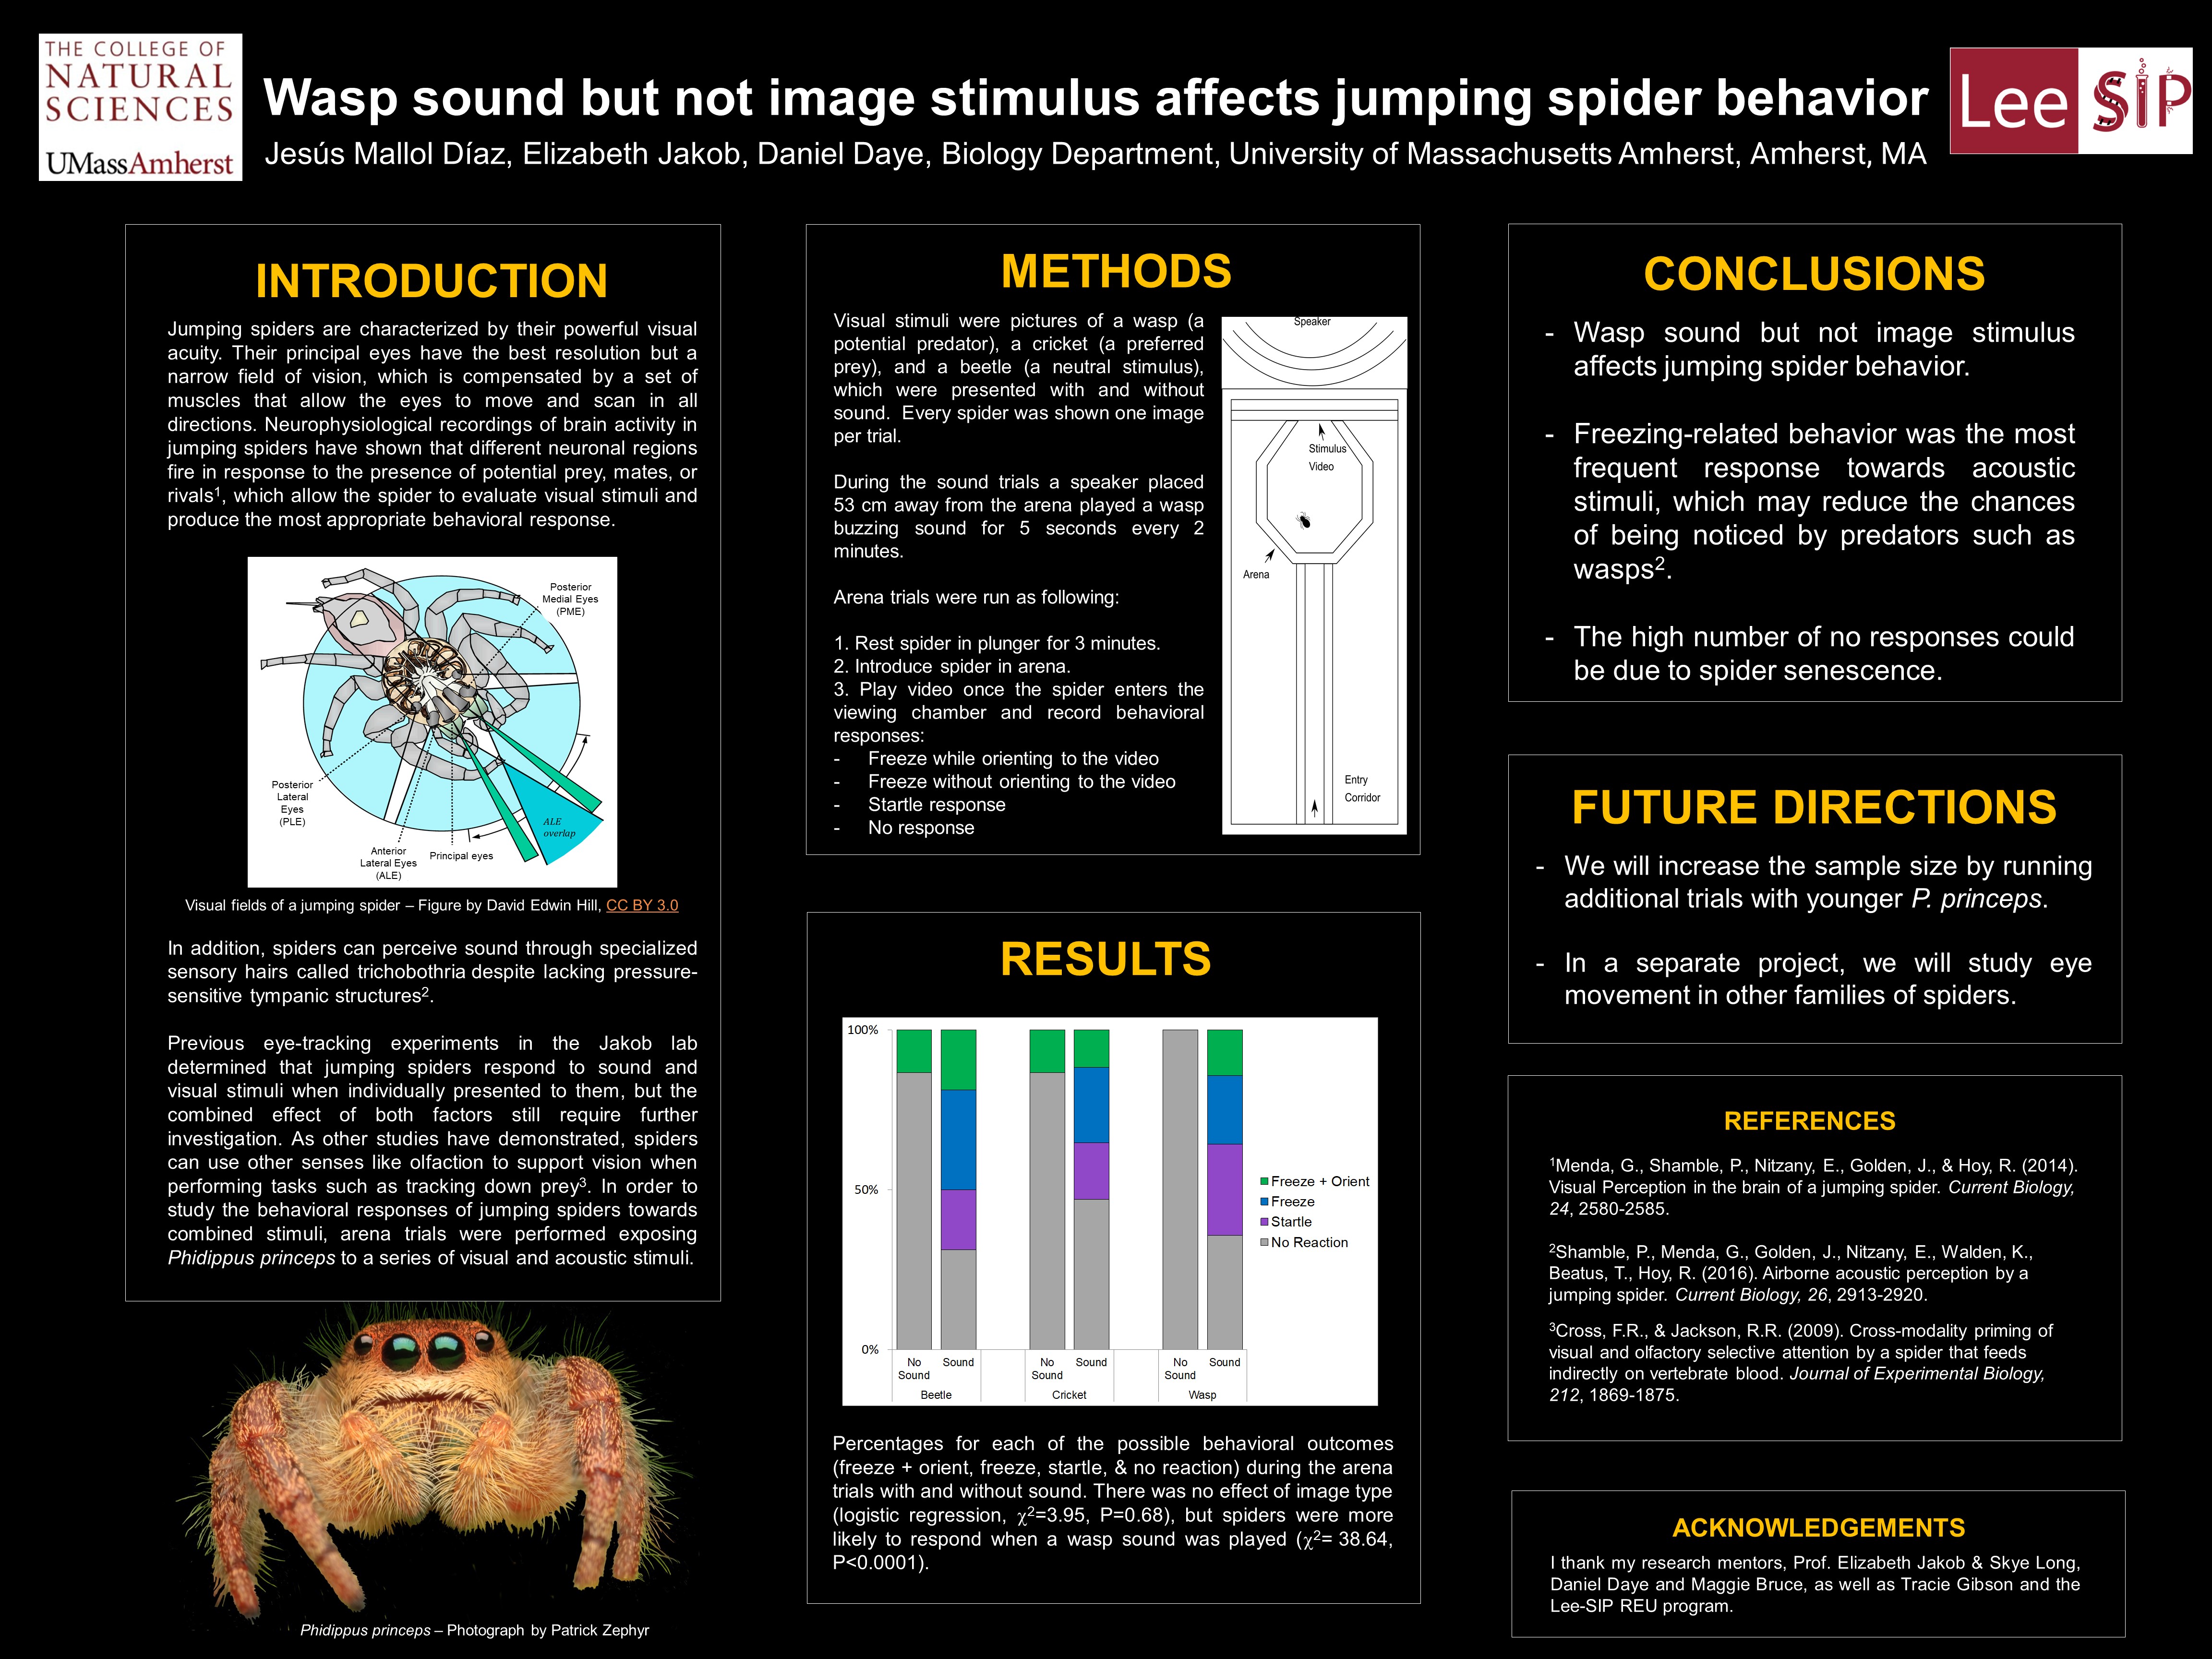 THE COLLEGE OF
NATURAL
SCIENCES
UMassAmherst
Wasp sound but not image stimulus affects jumping spider behavior
Jesús Mallol Díaz, Elizabeth Jakob, Daniel Daye, Biology Department, University of Massachusetts Amherst, Amherst, MA
Lee SIP
INTRODUCTION
Jumping spiders are characterized by their powerful visual
acuity. Their principal eyes have the best resolution but a
narrow field of vision, which is compensated by a set of
muscles that allow the eyes to move and scan in all
directions. Neurophysiological recordings of brain activity in
jumping spiders have shown that different neuronal regions
fire in response to the presence of potential prey, mates, or
rivals¹, which allow the spider to evaluate visual stimuli and
produce the most appropriate behavioral response.
Posterior
Medial Eyes
(PME)
Posterior
Lateral
Eyes
(PLE)
Anterior
Lateral Eyes
(ALE)
Principal eyes
ALE
overlap
Visual fields of a jumping spider – Figure by David Edwin Hill, CC BY 3.0
In addition, spiders can perceive sound through specialized
sensory hairs called trichobothria despite lacking pressure-
sensitive tympanic structures².
Previous eye-tracking experiments in the Jakob lab
determined that jumping spiders respond to sound and
visual stimuli when individually presented to them, but the
combined effect of both factors still require further
investigation. As other studies have demonstrated, spiders
can use other senses like olfaction to support vision when
performing tasks such as tracking down prey³. In order to
study the behavioral responses of jumping spiders towards
combined stimuli, arena trials were performed exposing
Phidippus princeps to a series of visual and acoustic stimuli.
Phidippus princeps – Photograph by Patrick Zephyr
METHODS
Visual stimuli were pictures of a wasp (a
potential predator), a cricket (a preferred
prey), and a beetle (a neutral stimulus),
which were presented with and without
sound. Every spider was shown one image
per trial.
During the sound trials a speaker placed
53 cm away from the arena played a wasp
buzzing sound for 5 seconds every 2
minutes.
Arena trials were run as following:
1. Rest spider in plunger for 3 minutes.
2. Introduce spider in arena.
3. Play video once the spider enters the
viewing chamber and record behavioral
responses:
- Freeze while orienting to the video
- Freeze without orienting to the video
- Startle response
- No response
Speaker
Stimulus
Video
Arena
Entry
Corridor
RESULTS
100%
50%
0%
No Sound
Sound
No Sound
Sound
No Sound
Sound
Beetle
Cricket
Wasp
Freeze + Orient
Freeze
Startle
No Reaction
Percentages for each of the possible behavioral outcomes
(freeze + orient, freeze, startle, & no reaction) during the arena
trials with and without sound. There was no effect of image type
(logistic regression, χ²=3.95, P=0.68), but spiders were more
likely to respond when a wasp sound was played (χ²= 38.64,
P<0.0001).
CONCLUSIONS
- Wasp sound but not image stimulus
affects jumping spider behavior.
- Freezing-related behavior was the most
frequent response towards acoustic
stimuli, which may reduce the chances
of being noticed by predators such as
wasps².
- The high number of no responses could
be due to spider senescence.
FUTURE DIRECTIONS
- We will increase the sample size by running
additional trials with younger P. princeps.
- In a separate project, we will study eye
movement in other families of spiders.
REFERENCES
¹Menda, G., Shamble, P., Nitzany, E., Golden, J., & Hoy, R. (2014).
Visual Perception in the brain of a jumping spider. Current Biology,
24, 2580-2585.
²Shamble, P., Menda, G., Golden, J., Nitzany, E., Walden, K.,
Beatus, T., Hoy, R. (2016). Airborne acoustic perception by a
jumping spider. Current Biology, 26, 2913-2920.
³Cross, F.R., & Jackson, R.R. (2009). Cross-modality priming of
visual and olfactory selective attention by a spider that feeds
indirectly on vertebrate blood. Journal of Experimental Biology,
212, 1869-1875.
ACKNOWLEDGEMENTS
I thank my research mentors, Prof. Elizabeth Jakob & Skye Long,
Daniel Daye and Maggie Bruce, as well as Tracie Gibson and the
Lee-SIP REU program.